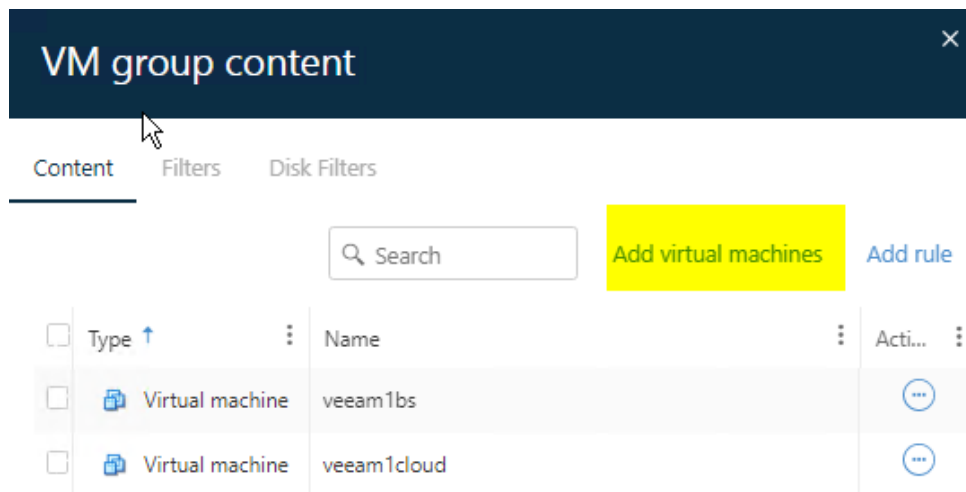 VM group content
Content Filters Disk Filters
Search Add virtual machines Add rule
Type Name Acti...
Virtual machine veeam1bs
Virtual machine veeam1cloud